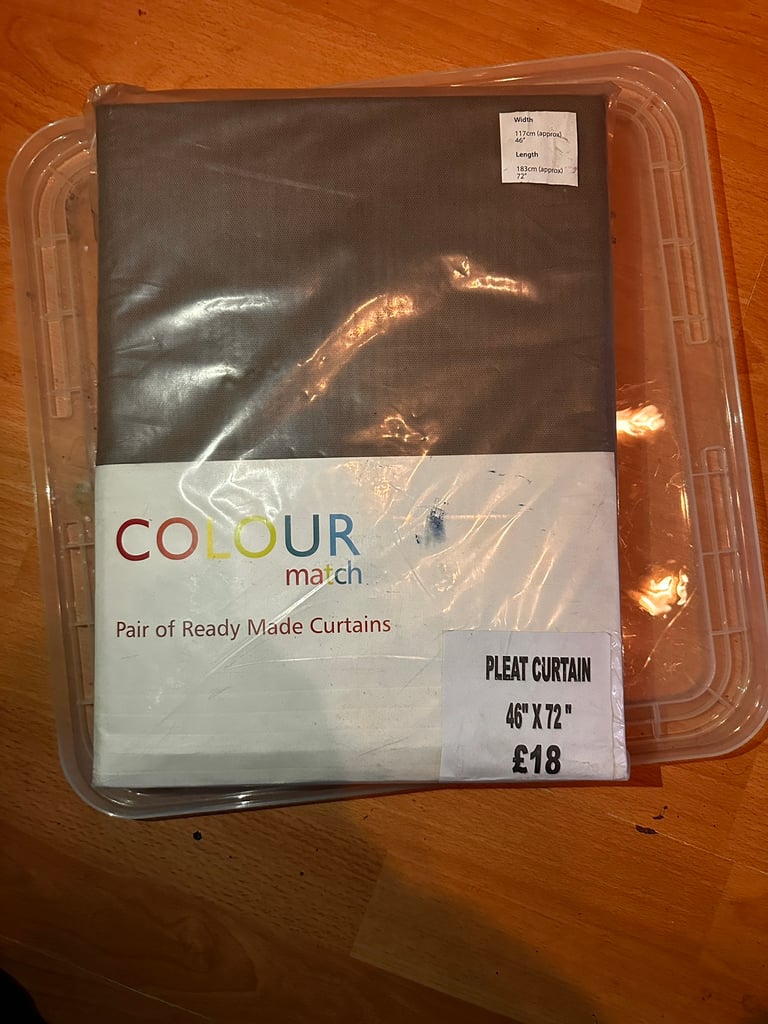 Width
117cm (approx)
46"
Length
183cm (approx)
72"
COLOUR
match
Pair of Ready Made Curtains
PLEAT CURTAIN
46" X 72 "
£18